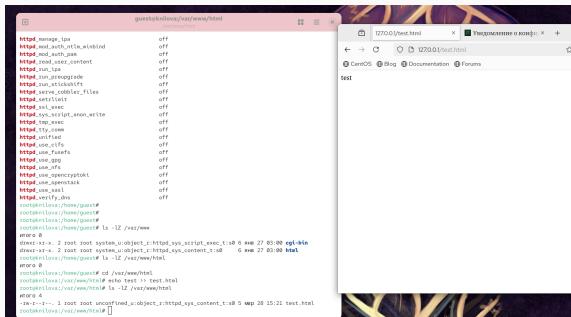 guest@knilova:/var/www/html
httpd_manage_ipa off
httpd_mod_auth_ntlm_winbind off
httpd_mod_auth_pam off
httpd_read_user_content off
httpd_run_ipa off
httpd_run_preupgrade off
httpd_run_stickshift off
httpd_serve_cobbler_files off
httpd_setrlimit off
httpd_ssi_exec off
httpd_sys_script_anon_write off
httpd_tmp_exec off
httpd_tty_comm off
httpd_unified off
httpd_use_cifs off
httpd_use_fusefs off
httpd_use_gpg off
httpd_use_nfs off
httpd_use_opencryptoki off
httpd_use_openstack off
httpd_use_sasl off
httpd_verify_dns off
root@knilova:/home/guest#
root@knilova:/home/guest#
root@knilova:/home/guest#
root@knilova:/home/guest# ls -lZ /var/www
итого 0
drwxr-xr-x. 2 root root system_u:object_r:httpd_sys_script_exec_t:s0 6 янв 27 03:00 cgi-bin
drwxr-xr-x. 2 root root system_u:object_r:httpd_sys_content_t:s0 6 янв 27 03:00 html
root@knilova:/home/guest# ls -lZ /var/www/html
итого 0
root@knilova:/home/guest# cd /var/www/html
root@knilova:/var/www/html# echo test >> test.html
root@knilova:/var/www/html# ls -lZ /var/www/html
итого 4
-rw-r--r--. 1 root root unconfined_u:object_r:httpd_sys_content_t:s0 5 мар 28 15:21 test.html
root@knilova:/var/www/html#
127.0.0.1/test.html
Уведомление о конфи
127.0.0.1/test.html
CentOS Blog Documentation Forums
test